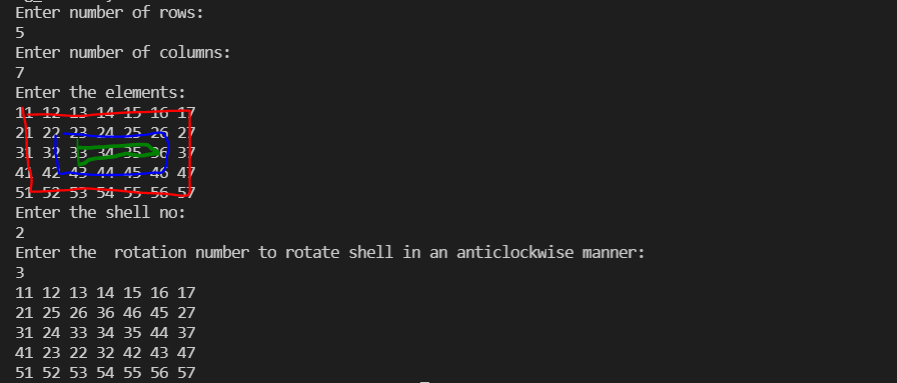 Enter number of rows:
5
Enter number of columns:
7
Enter the elements:
11 12 13 14 15 16 17
21 22 23 24 25 26 27
31 32 33 34 35 36 37
41 42 43 44 45 46 47
51 52 53 54 55 56 57
Enter the shell no:
2
Enter the  rotation number to rotate shell in an anticlockwise manner:
3
11 12 13 14 15 16 17
21 25 26 36 46 45 27
31 24 33 34 35 44 37
41 23 22 32 42 43 47
51 52 53 54 55 56 57